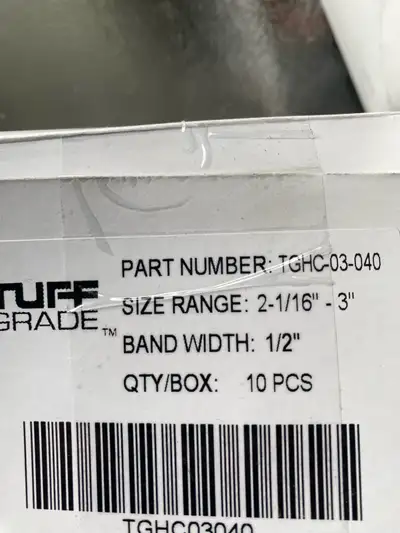 TUFF
GRADE™
PART NUMBER: TGHC-03-040
SIZE RANGE: 2-1/16" - 3"
BAND WIDTH: 1/2"
QTY/BOX: 10 PCS
TGHC03040